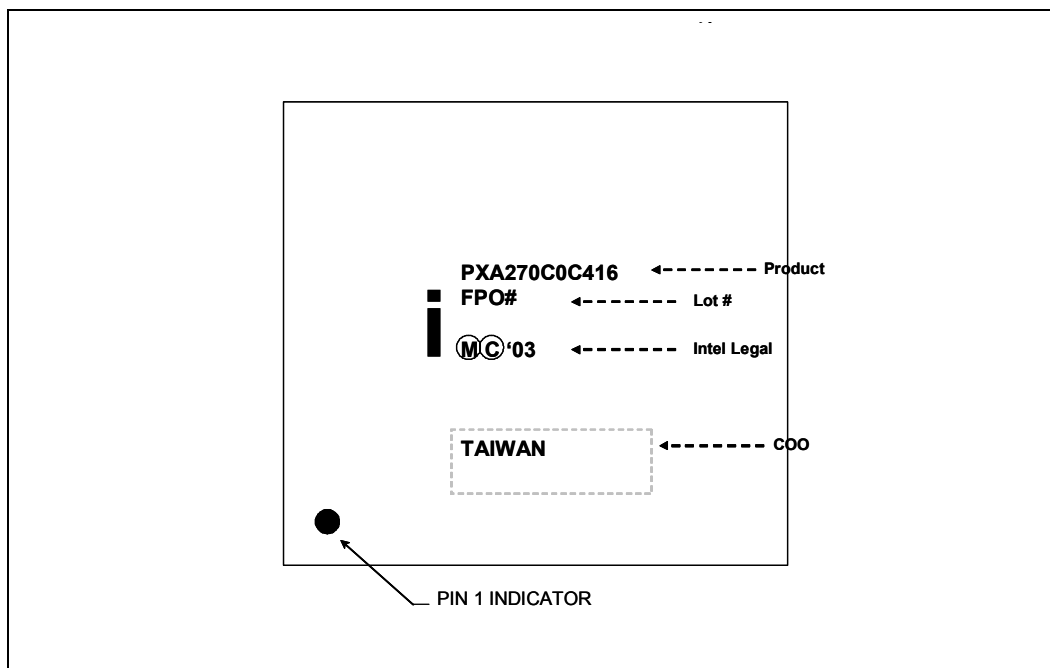 PXA270C0C416 Product
FPO# Lot #
ⓂⒸ '03 Intel Legal
TAIWAN COO
PIN 1 INDICATOR